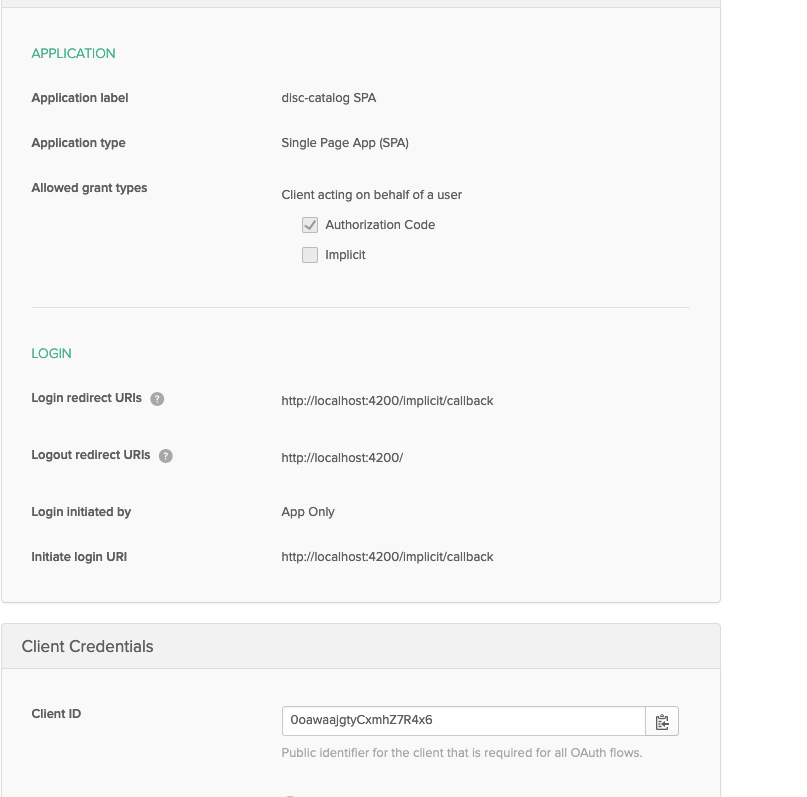 APPLICATION
Application label disc-catalog SPA
Application type Single Page App (SPA)
Allowed grant types Client acting on behalf of a user
Authorization Code
Implicit
LOGIN
Login redirect URIs ? http://localhost:4200/implicit/callback
Logout redirect URIs ? http://localhost:4200/
Login initiated by App Only
Initiate login URI http://localhost:4200/implicit/callback
Client Credentials
Client ID 0oawaajgtyCxmhZ7R4x6
Public identifier for the client that is required for all OAuth flows.